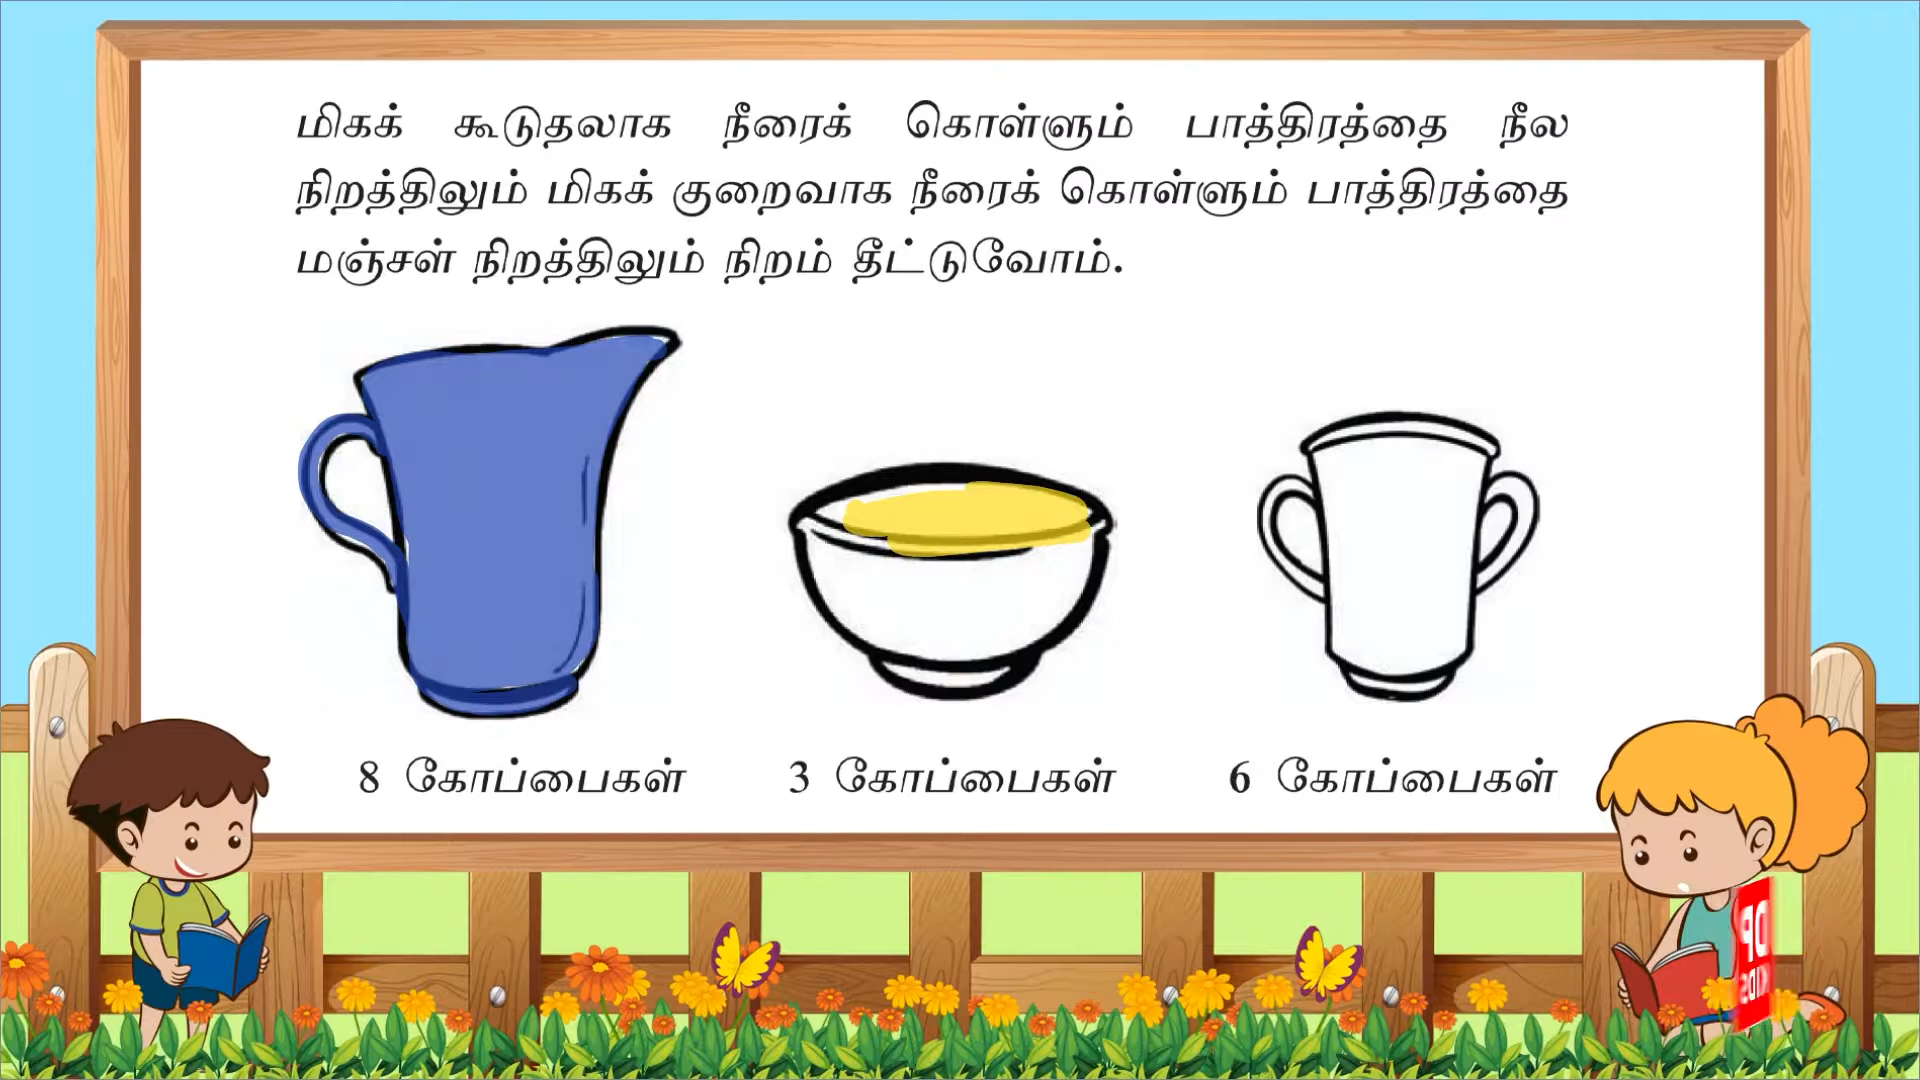 மிகக் கூடுதலாக நீரைக் கொள்ளும் பாத்திரத்தை நீல
நிறத்திலும் மிகக் குறைவாக நீரைக் கொள்ளும் பாத்திரத்தை
மஞ்சள் நிறத்திலும் நிறம் தீட்டுவோம்.
8 கோப்பைகள் 3 கோப்பைகள் 6 கோப்பைகள்